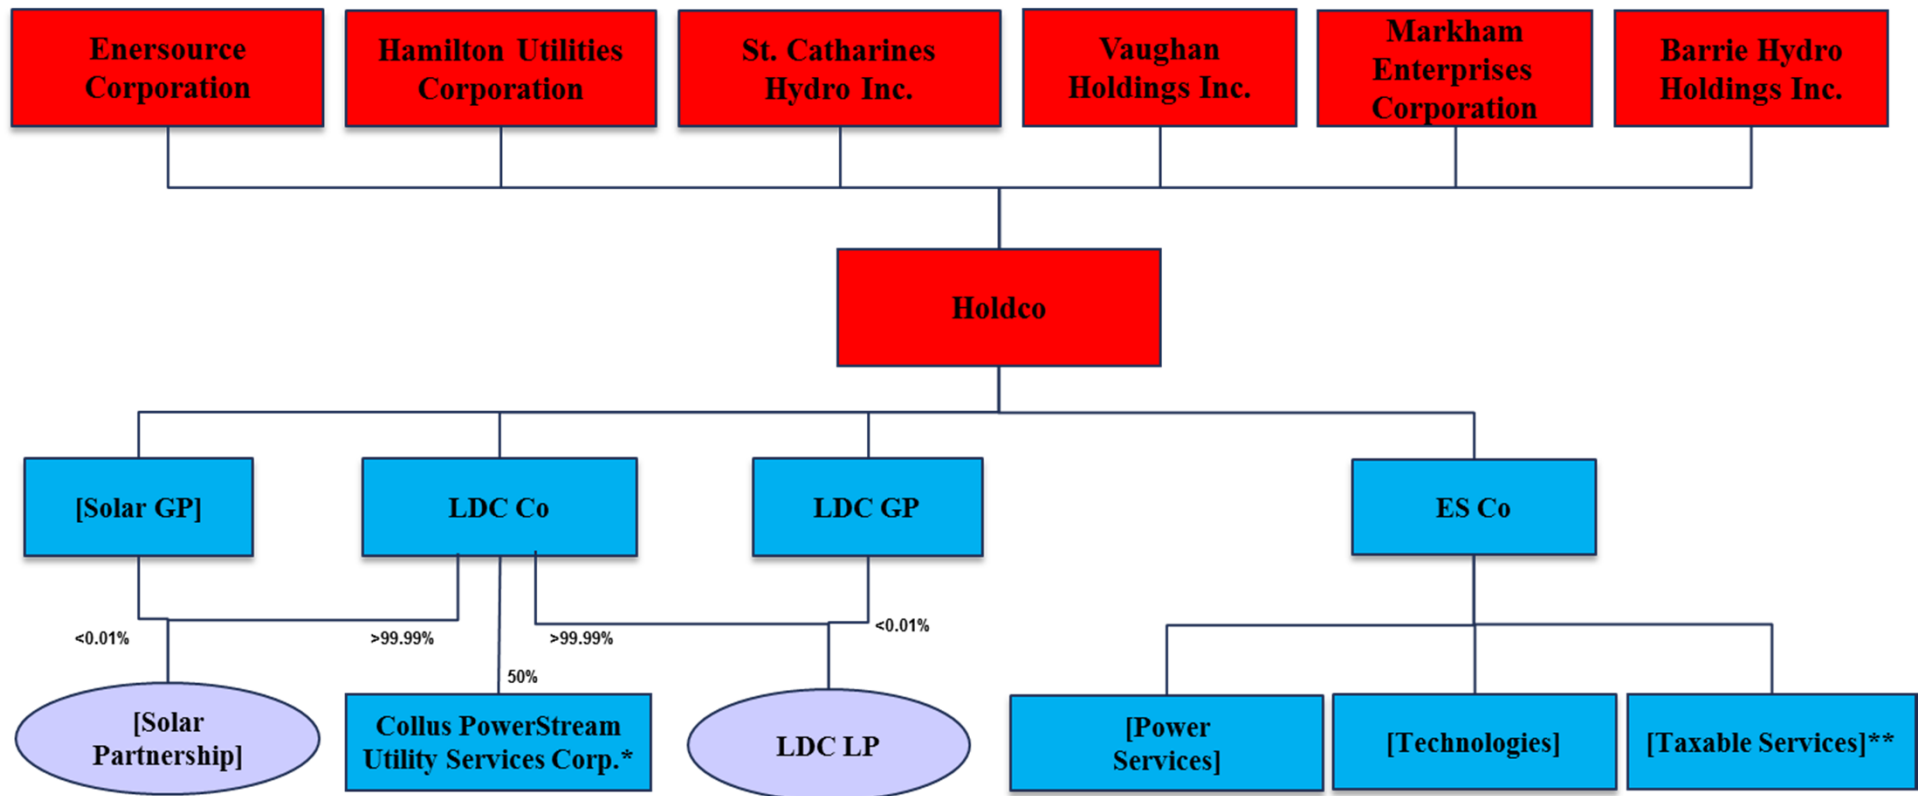 Enersource
Corporation
Hamilton Utilities
Corporation
St. Catharines
Hydro Inc.
Vaughan
Holdings Inc.
Markham
Enterprises
Corporation
Barrie Hydro
Holdings Inc.
Holdco
[Solar GP]
LDC Co
LDC GP
ES Co
<0.01%
>99.99%
>99.99%
<0.01%
50%
[Solar
Partnership]
Collus PowerStream
Utility Services Corp.*
LDC LP
[Power
Services]
[Technologies]
[Taxable Services]**